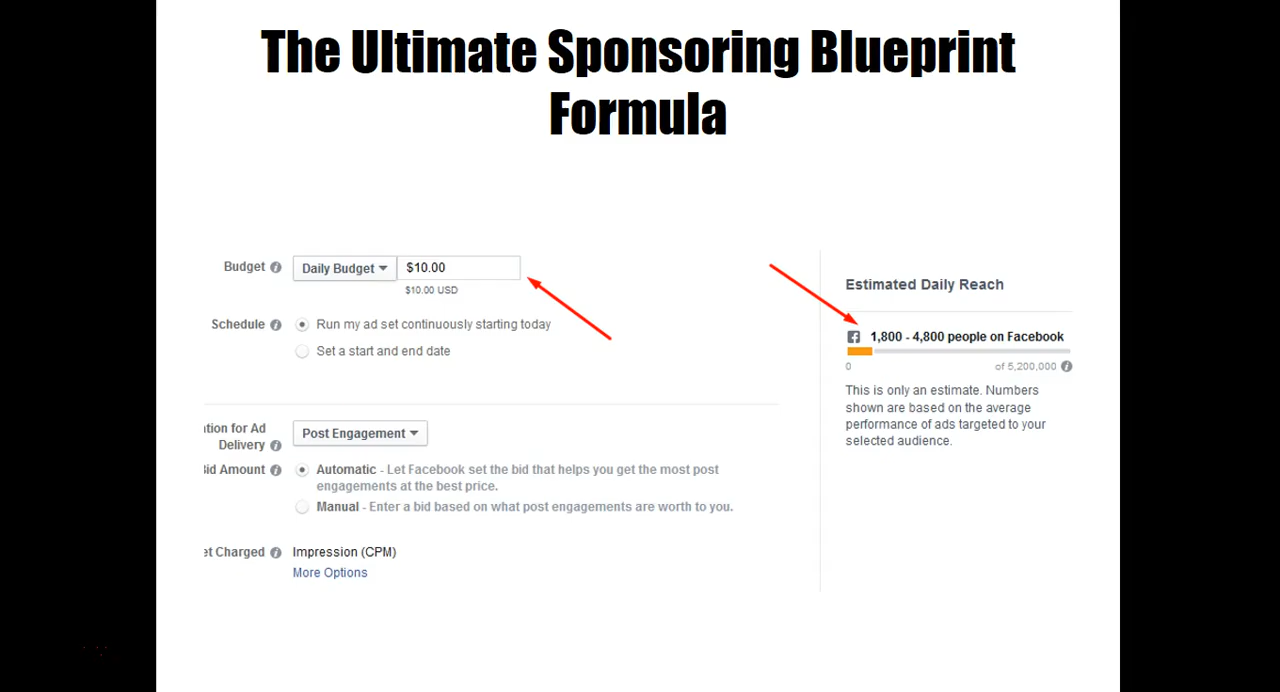 The Ultimate Sponsoring Blueprint
Formula
Budget
Daily Budget
$10.00
$10.00 USD
Schedule
Run my ad set continuously starting today
Set a start and end date
Estimated Daily Reach
1,800 - 4,800 people on Facebook
0
of 5,200,000
This is only an estimate. Numbers
shown are based on the average
performance of ads targeted to your
selected audience.
tion for Ad
Delivery
Post Engagement
Bid Amount
Automatic - Let Facebook set the bid that helps you get the most post
engagements at the best price.
Manual - Enter a bid based on what post engagements are worth to you.
et Charged
Impression (CPM)
More Options